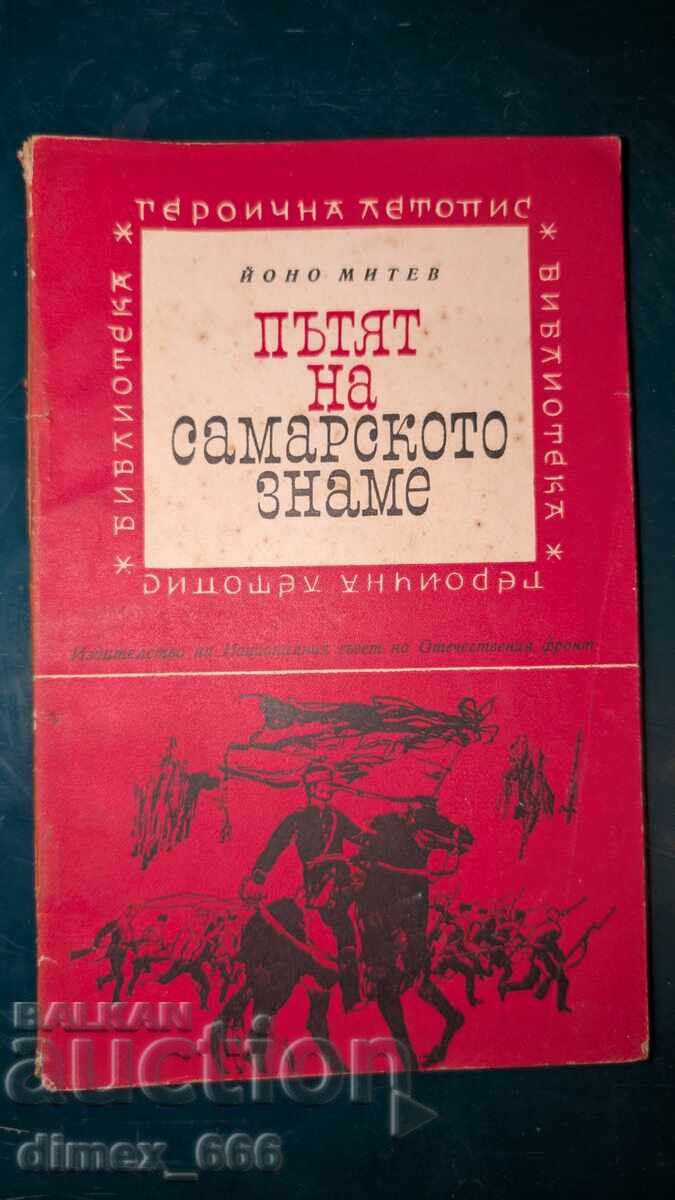 ГЕРОИЧНА ЛЕТОПИС
* БИБЛИОТЕКА *
* БИБЛИОТЕКА *
ЙОНО МИТЕВ
ПЪТЯТ
НА
САМАРСКОТО
ЗНАМЕ
ГЕРОИЧНА ЛЕТОПИС
Издателство на Националния съвет на Отечествения фронт
BALKAN
auction
dimex_666